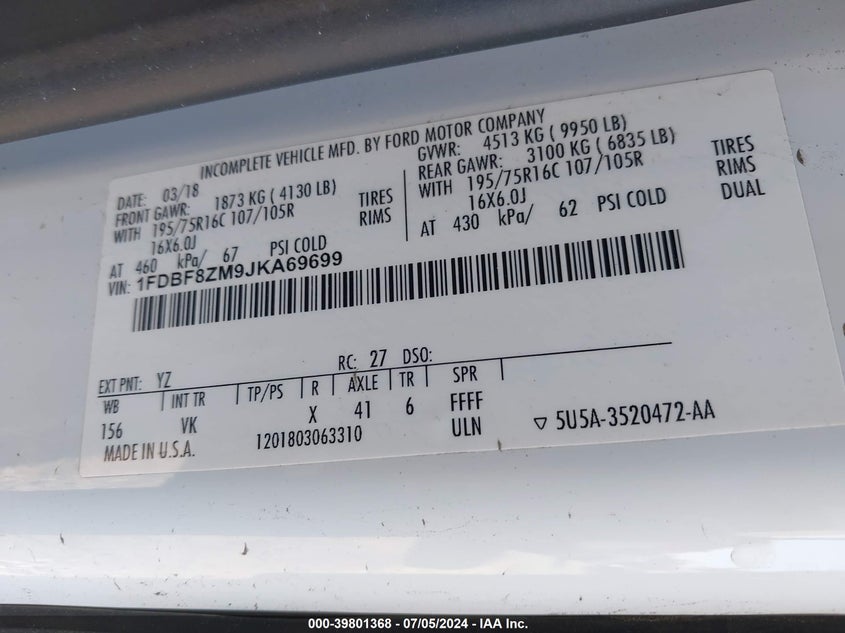 INCOMPLETE VEHICLE MFD. BY FORD MOTOR COMPANY
DATE: 03/18
FRONT GAWR: 1873 KG ( 4130 LB)
WITH 195/75R16C 107/105R TIRES
16X6.0J RIMS
AT 460 kPa/ 67 PSI COLD
GVWR: 4513 KG ( 9950 LB)
REAR GAWR: 3100 KG ( 6835 LB)
WITH 195/75R16C 107/105R TIRES
16X6.0J RIMS
AT 430 kPa/ 62 PSI COLD DUAL
VIN: 1FDBF8ZM9JKA69699
EXT PNT: YZ RC: 27 DSO:
WB INT TR TP/PS R AXLE TR SPR
156 VK X 41 6 FFFF
MADE IN U.S.A. 1201803063310 ULN ▽ 5U5A-3520472-AA
000-39801368 - 07/05/2024 - IAA Inc.